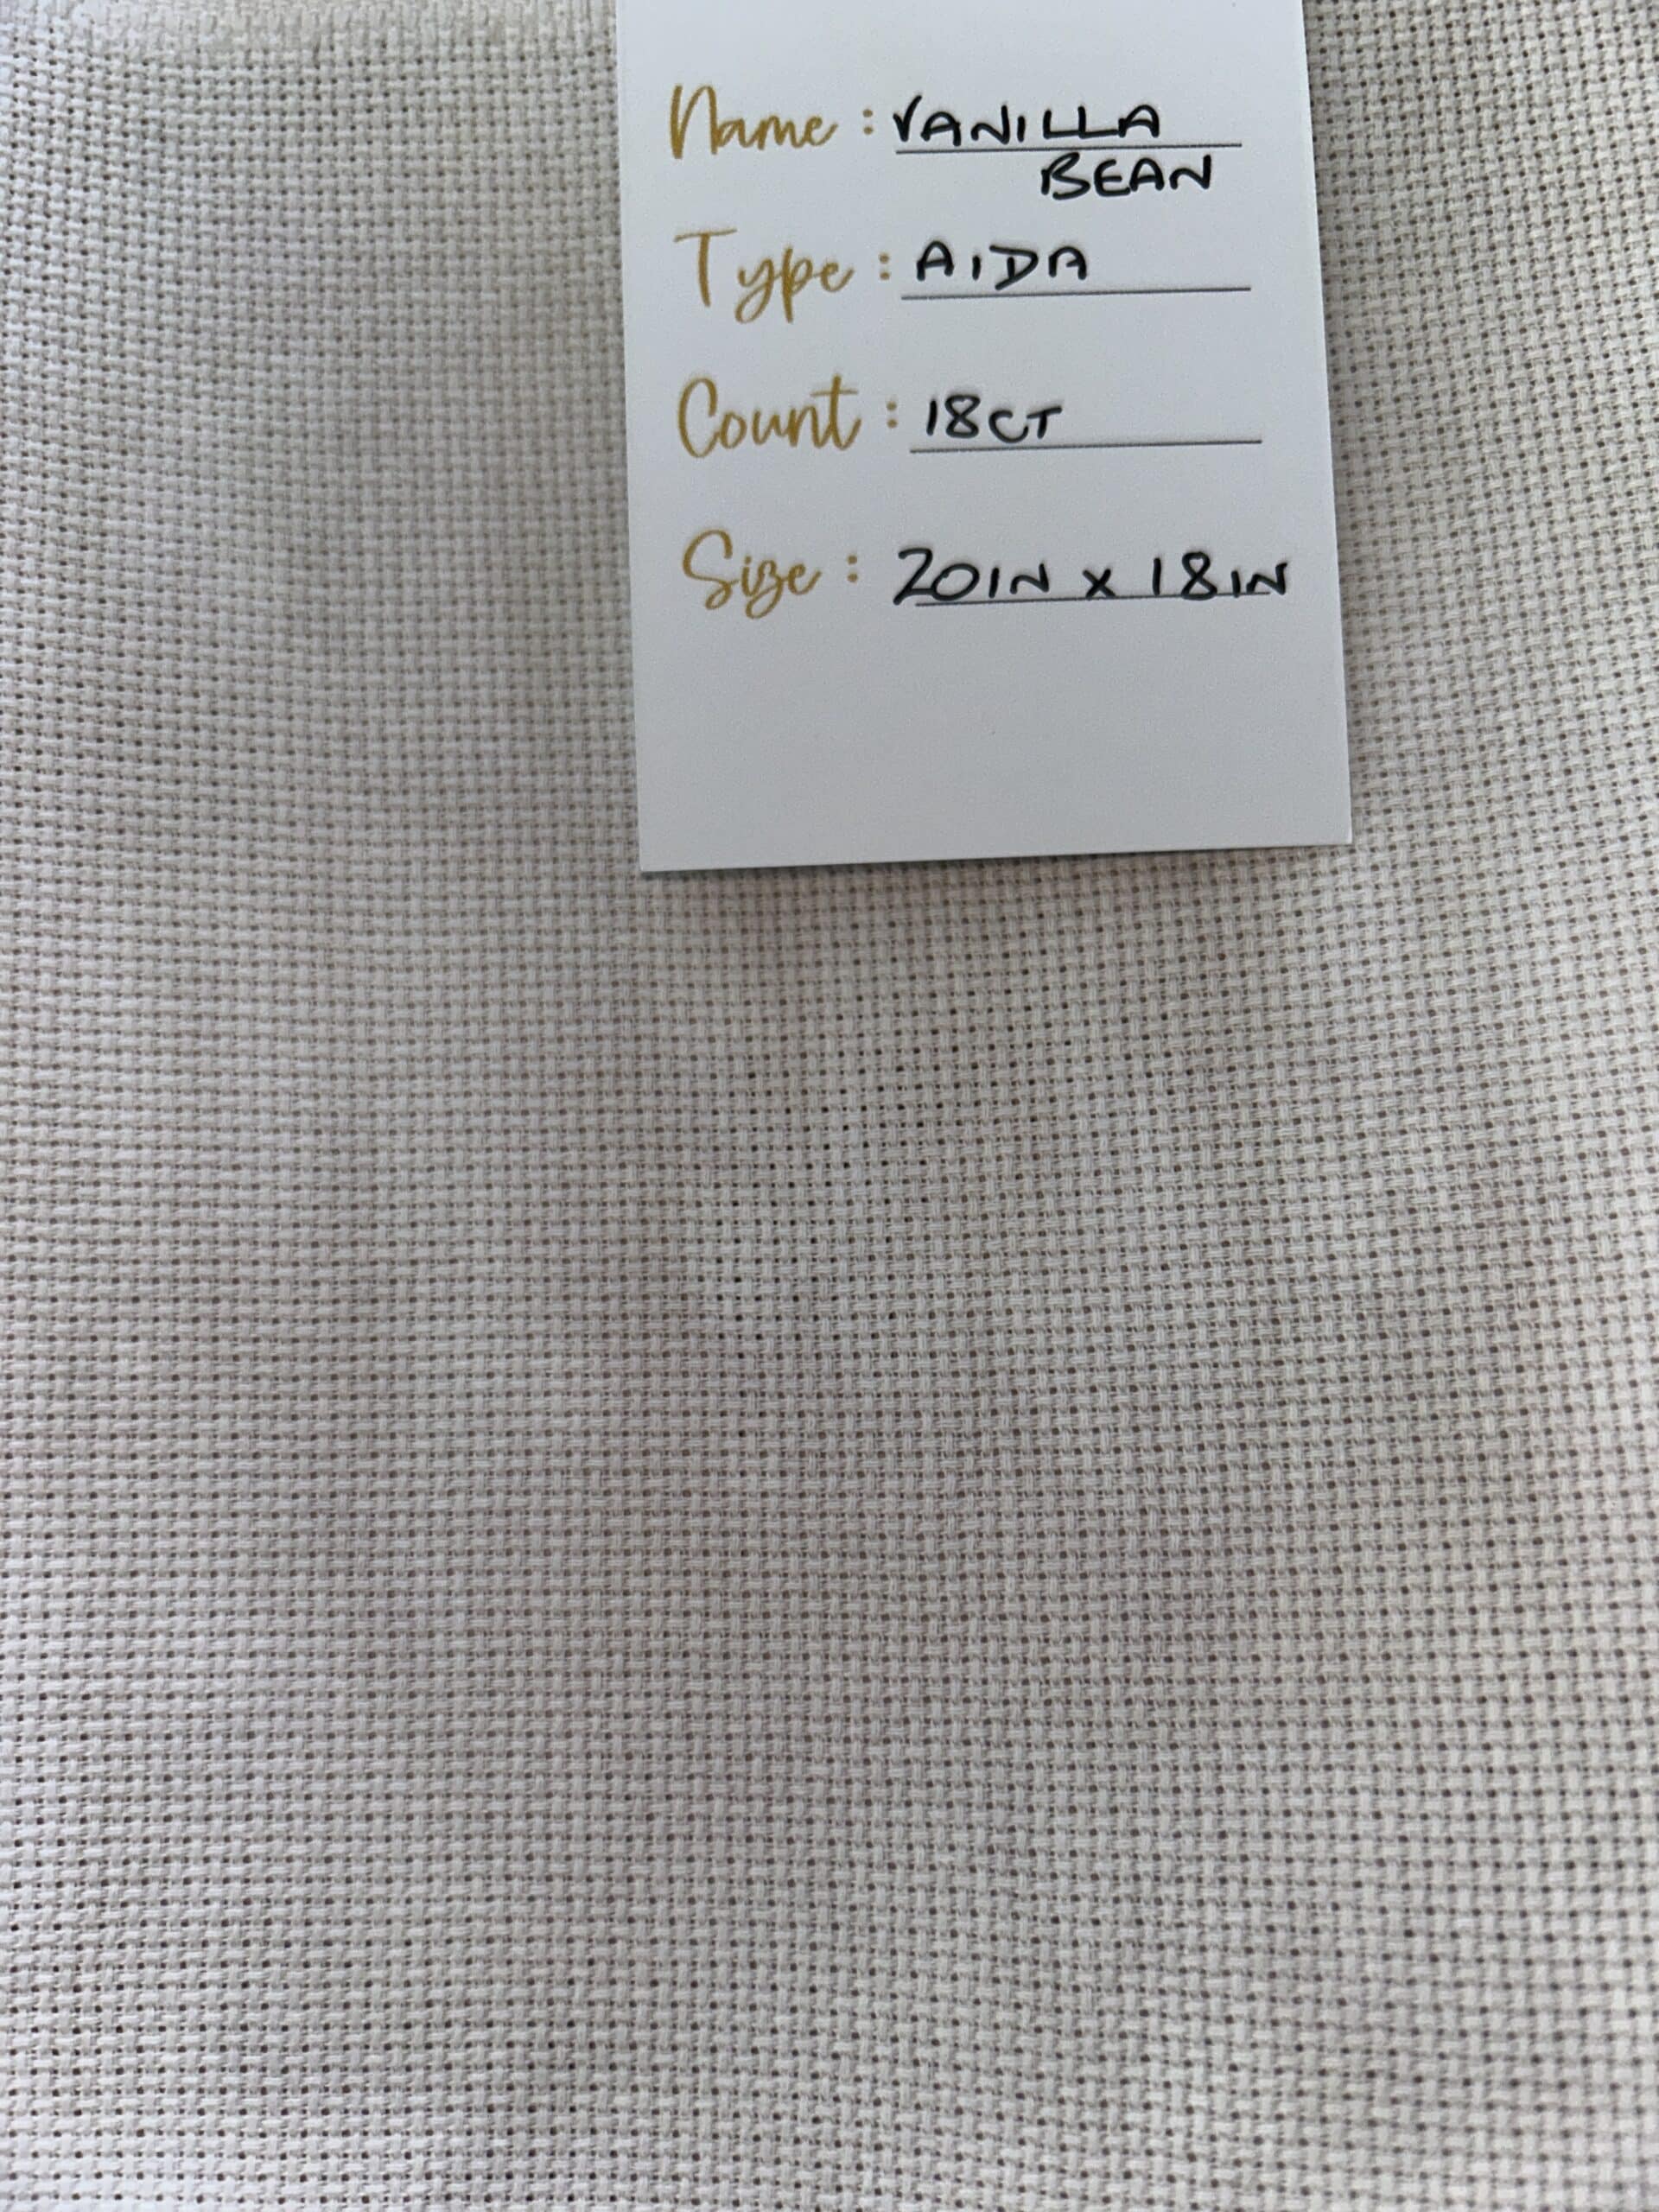 Name : VANILLA
BEAN
Type : AIDA
Count : 18CT
Size : 20IN x 18IN